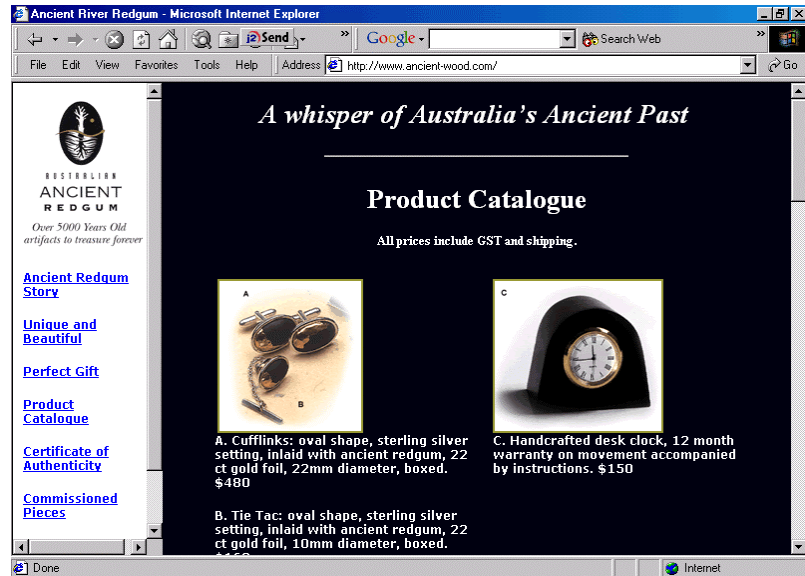 Ancient River Redgum - Microsoft Internet Explorer
j2 Send
Google
Search Web
File Edit View Favorites Tools Help
Address http://www.ancient-wood.com/
Go
AUSTRALIAN
ANCIENT
REDGUM
Over 5000 Years Old
artifacts to treasure forever
Ancient Redgum
Story
Unique and
Beautiful
Perfect Gift
Product
Catalogue
Certificate of
Authenticity
Commissioned
Pieces
A whisper of Australia's Ancient Past
Product Catalogue
All prices include GST and shipping.
A
B
A. Cufflinks: oval shape, sterling silver
setting, inlaid with ancient redgum, 22
ct gold foil, 22mm diameter, boxed.
$480
B. Tie Tac: oval shape, sterling silver
setting, inlaid with ancient redgum, 22
ct gold foil, 10mm diameter, boxed.
C
C. Handcrafted desk clock, 12 month
warranty on movement accompanied
by instructions. $150
Done
Internet